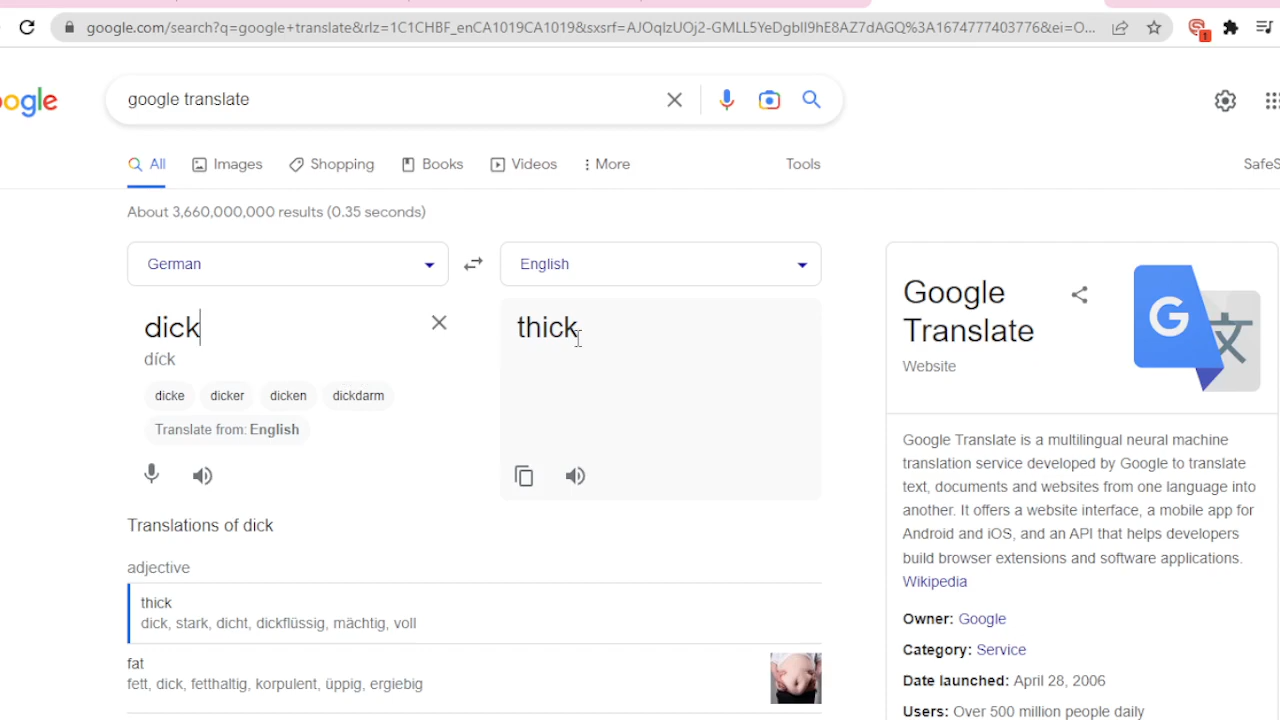 google.com/search?q=google+translate&rlz=1C1CHBF_enCA1019CA1019&sxsrf=AJOqlzUOj2-GMLL5YeDgbII9hE8AZ7dAGQ%3A1674777403776&ei=O...
1
ogle
google translate
All
Images
Shopping
Books
Videos
More
Tools
SafeS
About 3,660,000,000 results (0.35 seconds)
German
English
dick
díck
dicke
dicker
dicken
dickdarm
Translate from: English
thick
Translations of dick
adjective
thick
dick, stark, dicht, dickflüssig, mächtig, voll
fat
fett, dick, fetthaltig, korpulent, üppig, ergiebig
Google
Translate
Website
G
文
Google Translate is a multilingual neural machine
translation service developed by Google to translate
text, documents and websites from one language into
another. It offers a website interface, a mobile app for
Android and iOS, and an API that helps developers
build browser extensions and software applications.
Wikipedia
Owner: Google
Category: Service
Date launched: April 28, 2006
Users: Over 500 million people daily